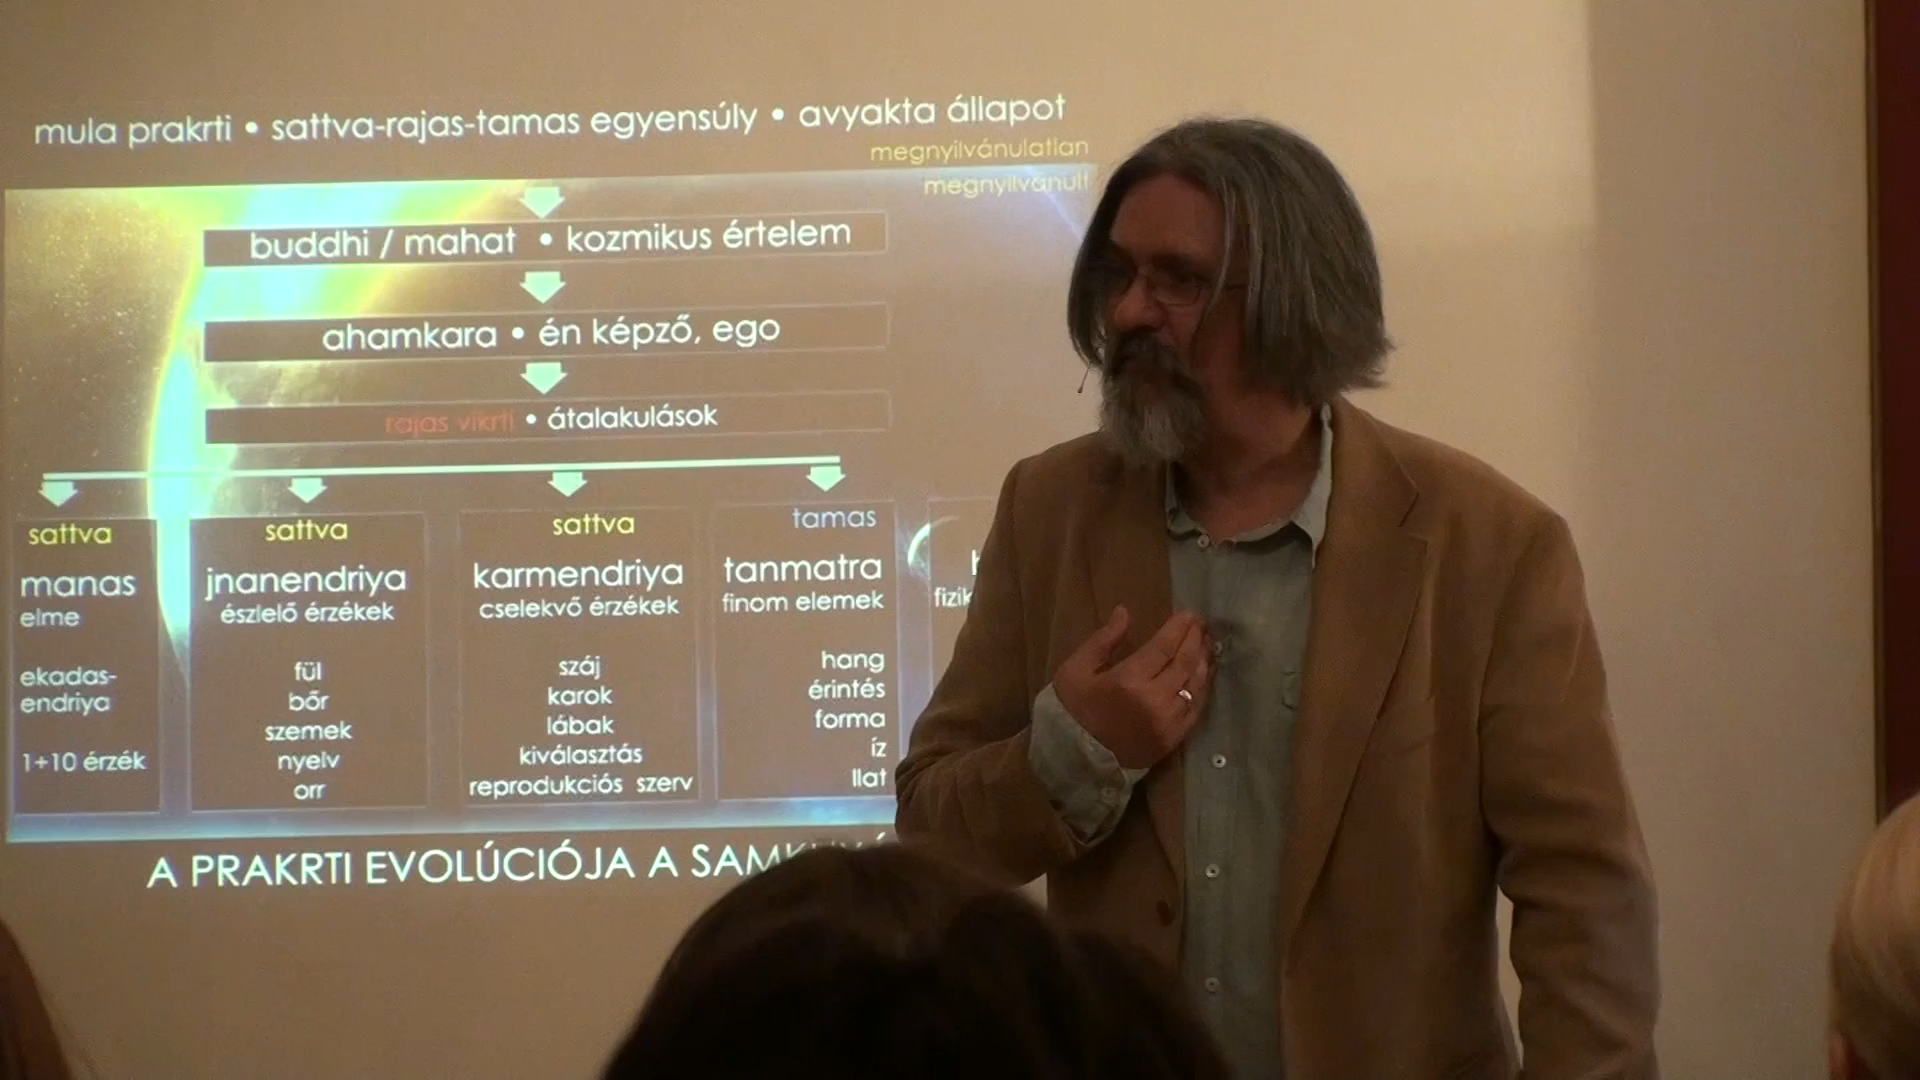 mula prakrti • sattva-rajas-tamas egyensúly • avyakta állapot
megnyilvánulatlan
megnyilvánult
buddhi / mahat • kozmikus értelem
ahamkara • én képző, ego
rajas vikrti • átalakulások
sattva
manas
elme
ekadas-
endriya
1+10 érzék
sattva
jnanendriya
észlelő érzékek
fül
bőr
szemek
nyelv
orr
sattva
karmendriya
cselekvő érzékek
száj
karok
lábak
kiválasztás
reprodukciós szerv
tamas
tanmatra
finom elemek
hang
érintés
forma
íz
llat
A PRAKRTI EVOLÚCIÓJA A